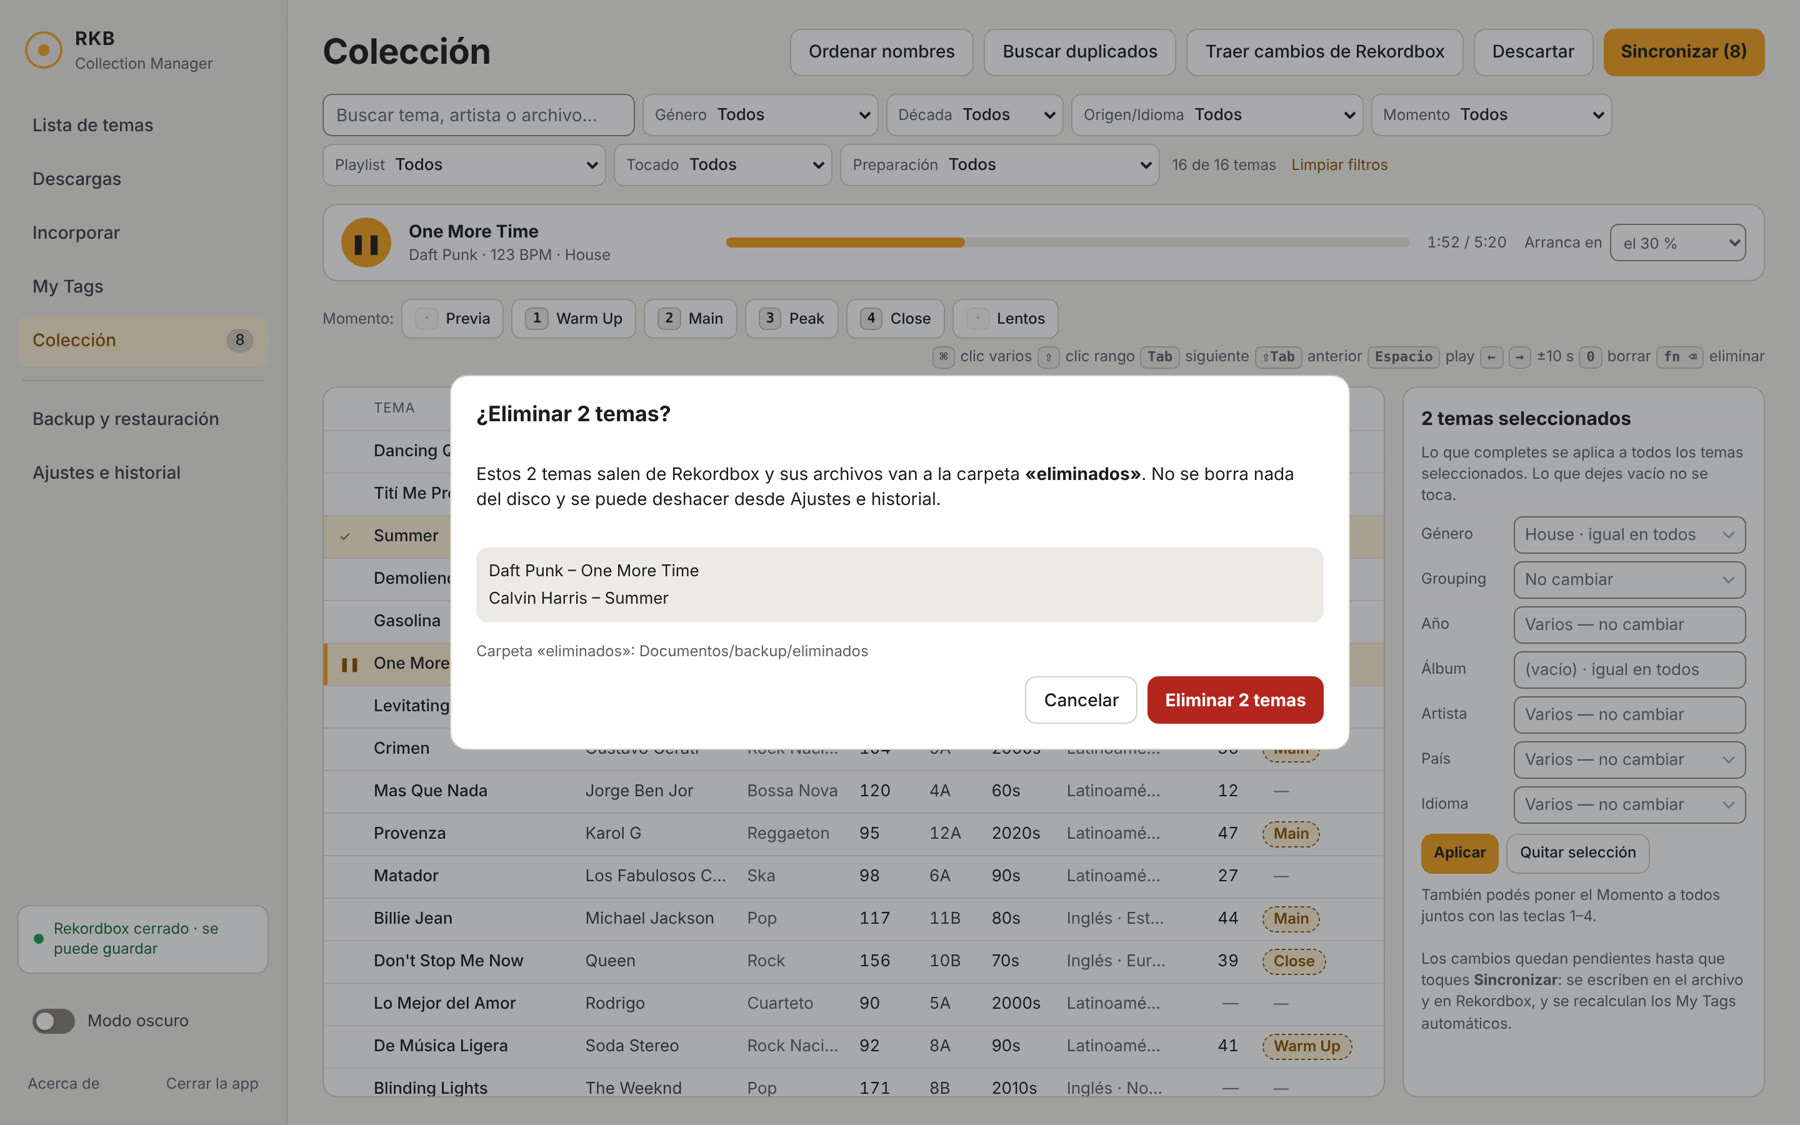 RKB
Collection Manager
Lista de temas
Descargas
Incorporar
My Tags
Colección 8
Backup y restauración
Ajustes e historial
Rekordbox cerrado · se
puede guardar
Modo oscuro
Acerca de Cerrar la app
Colección
Ordenar nombres Buscar duplicados Traer cambios de Rekordbox Descartar Sincronizar (8)
Buscar tema, artista o archivo... Género Todos Década Todos Origen/Idioma Todos Momento Todos
Playlist Todos Tocado Todos Preparación Todos 16 de 16 temas Limpiar filtros
One More Time
Daft Punk · 123 BPM · House
1:52 / 5:20 Arranca en el 30 %
Momento: · Previa 1 Warm Up 2 Main 3 Peak 4 Close · Lentos
⌘ clic varios ⇧ clic rango Tab siguiente ⇧Tab anterior Espacio play ← → ±10 s 0 borrar fn ⌫ eliminar
TEMA
Dancing
Tití Me
Summer
Gasolina
One More
Levitating
Crimen
Mas Que Nada Jorge Ben Jor Bossa Nova 120 4A 60s Latinoamé... 12 —
Provenza Karol G Reggaeton 95 12A 2020s Latinoamé... 47 Main
Matador Los Fabulosos C... Ska 98 6A 90s Latinoamé... 27 —
Billie Jean Michael Jackson Pop 117 11B 80s Inglés · Est... 44 Main
Don't Stop Me Now Queen Rock 156 10B 70s Inglés · Eur... 39 Close
Lo Mejor del Amor Rodrigo Cuarteto 90 5A 2000s Latinoamé... — —
De Música Ligera Soda Stereo Rock Naci... 92 8A 90s Latinoamé... 41 Warm Up
Blinding Lights The Weeknd Pop 171 8B 2010s Inglés · No... — —
¿Eliminar 2 temas?
Estos 2 temas salen de Rekordbox y sus archivos van a la carpeta «eliminados». No se borra nada
del disco y se puede deshacer desde Ajustes e historial.
Daft Punk – One More Time
Calvin Harris – Summer
Carpeta «eliminados»: Documentos/backup/eliminados
Cancelar Eliminar 2 temas
2 temas seleccionados
Lo que completes se aplica a todos los temas
seleccionados. Lo que dejes vacío no se
toca.
Género House · igual en todos
Grouping No cambiar
Año Varios — no cambiar
Álbum (vacío) · igual en todos
Artista Varios — no cambiar
País Varios — no cambiar
Idioma Varios — no cambiar
Aplicar Quitar selección
También podés poner el Momento a todos
juntos con las teclas 1–4.
Los cambios quedan pendientes hasta que
toques Sincronizar: se escriben en el archivo
y en Rekordbox, y se recalculan los My Tags
automáticos.